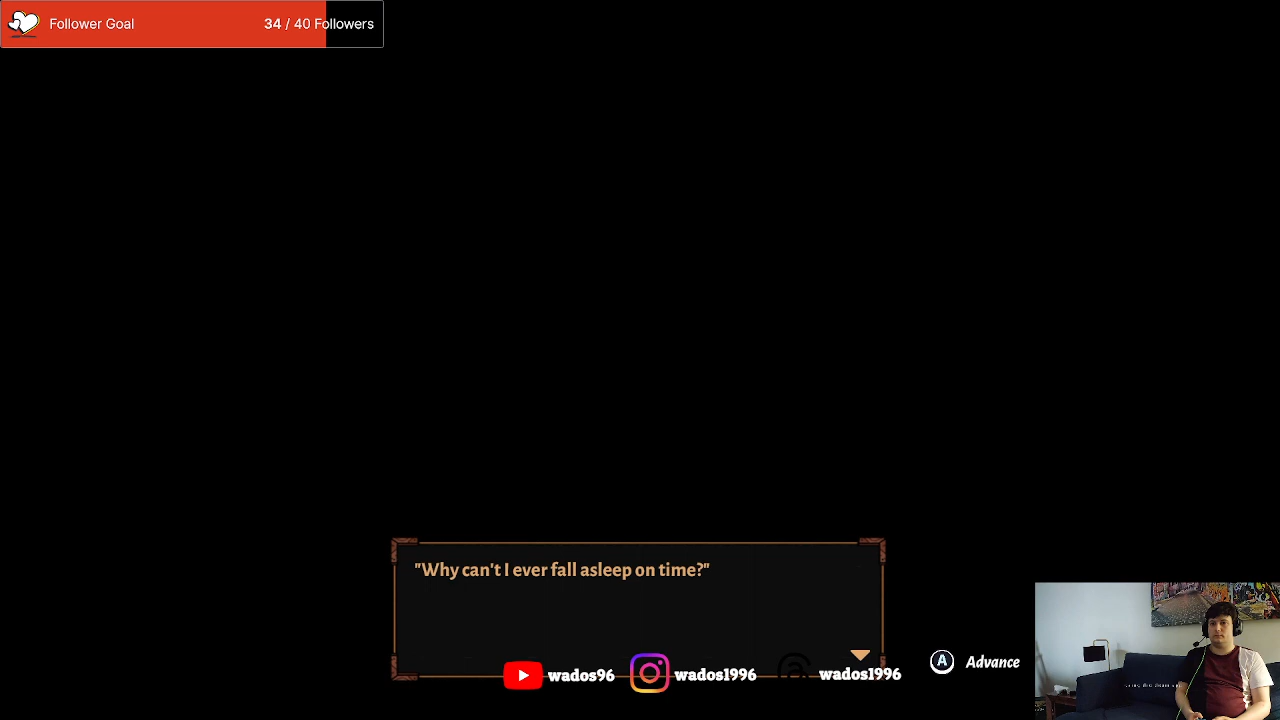 Follower Goal
34 / 40 Followers
"Why can't I ever fall asleep on time?"
wados96
wados1996
wados1996
A
Advance